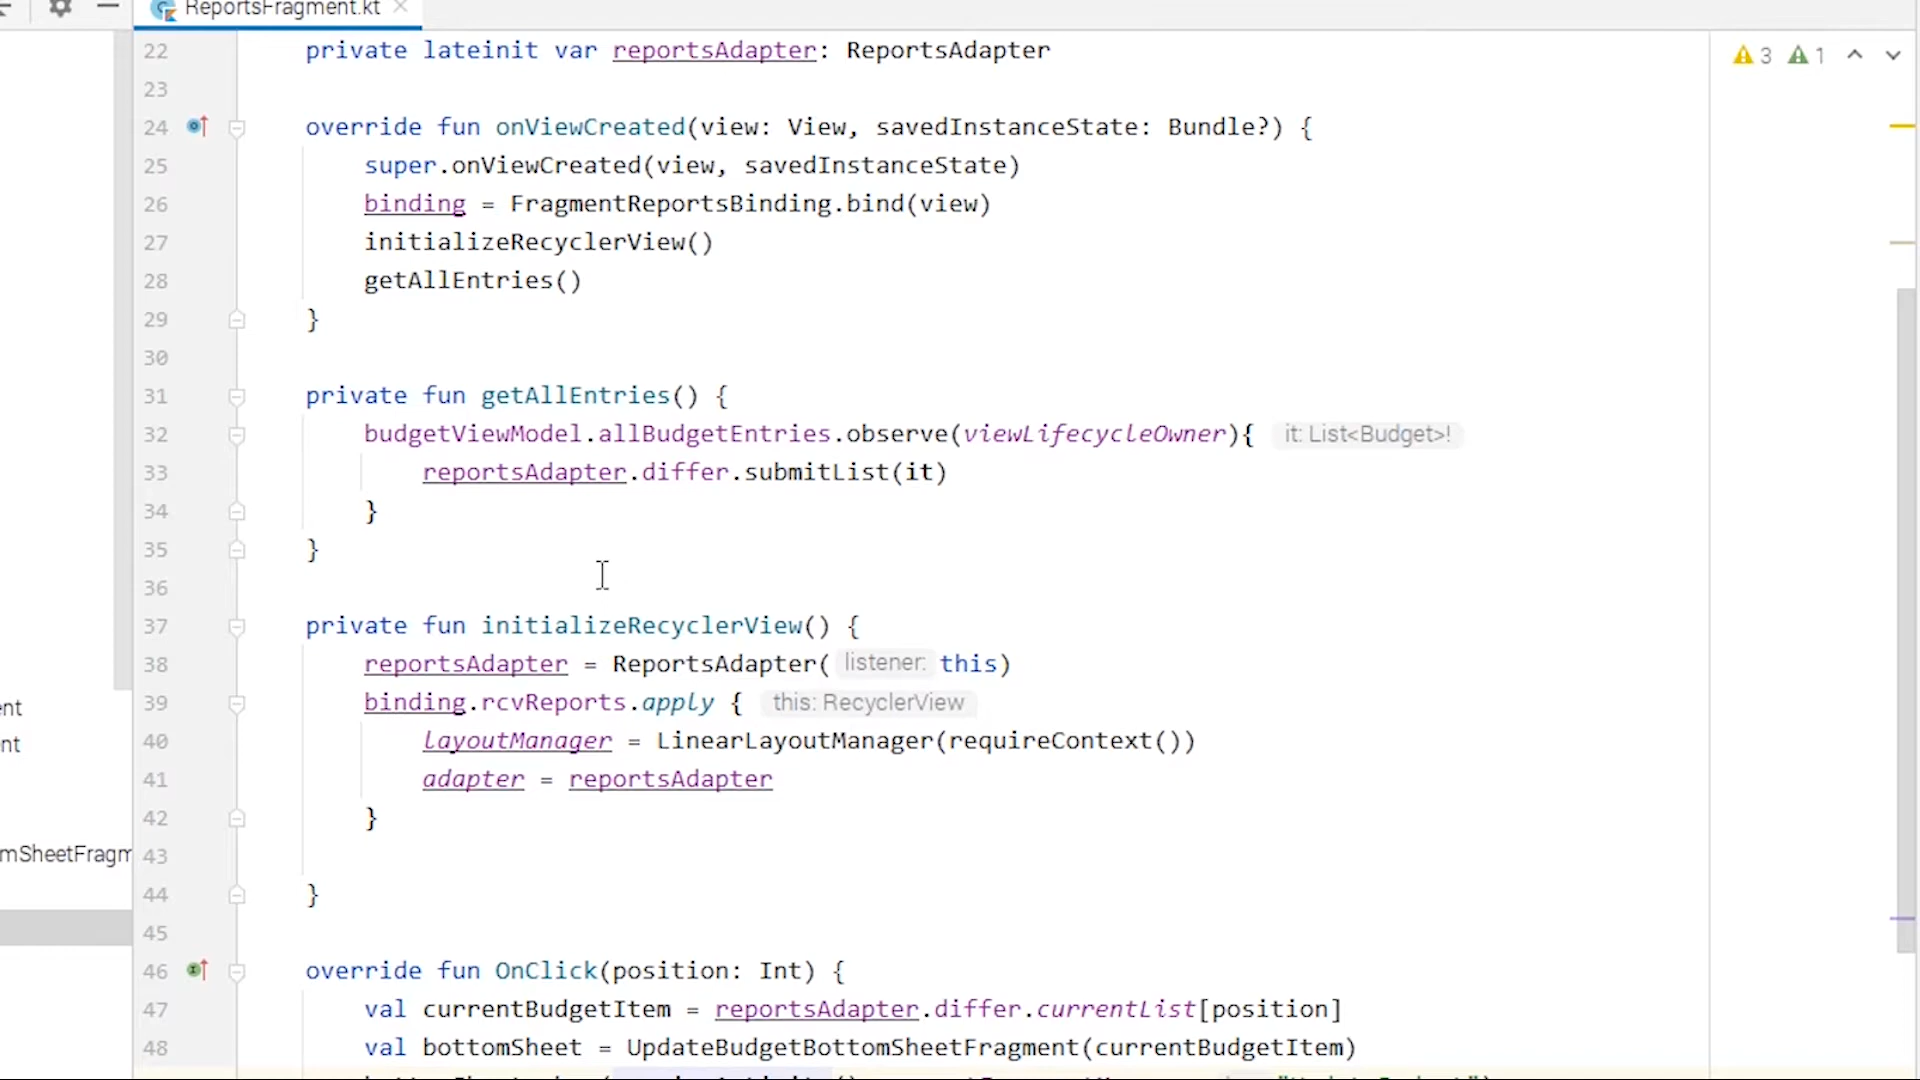 ReportsFragment.kt
3 1
22 private lateinit var reportsAdapter: ReportsAdapter
23
24 override fun onViewCreated(view: View, savedInstanceState: Bundle?) {
25 super.onViewCreated(view, savedInstanceState)
26 binding = FragmentReportsBinding.bind(view)
27 initializeRecyclerView()
28 getAllEntries()
29 }
30
31 private fun getAllEntries() {
32 budgetViewModel.allBudgetEntries.observe(viewLifecycleOwner){ it: List<Budget>!
33 reportsAdapter.differ.submitList(it)
34 }
35 }
36
37 private fun initializeRecyclerView() {
38 reportsAdapter = ReportsAdapter( listener: this)
39 binding.rcvReports.apply { this: RecyclerView
40 layoutManager = LinearLayoutManager(requireContext())
41 adapter = reportsAdapter
42 }
43
44 }
45
46 override fun OnClick(position: Int) {
47 val currentBudgetItem = reportsAdapter.differ.currentList[position]
48 val bottomSheet = UpdateBudgetBottomSheetFragment(currentBudgetItem)
ent
nt
mSheetFragm